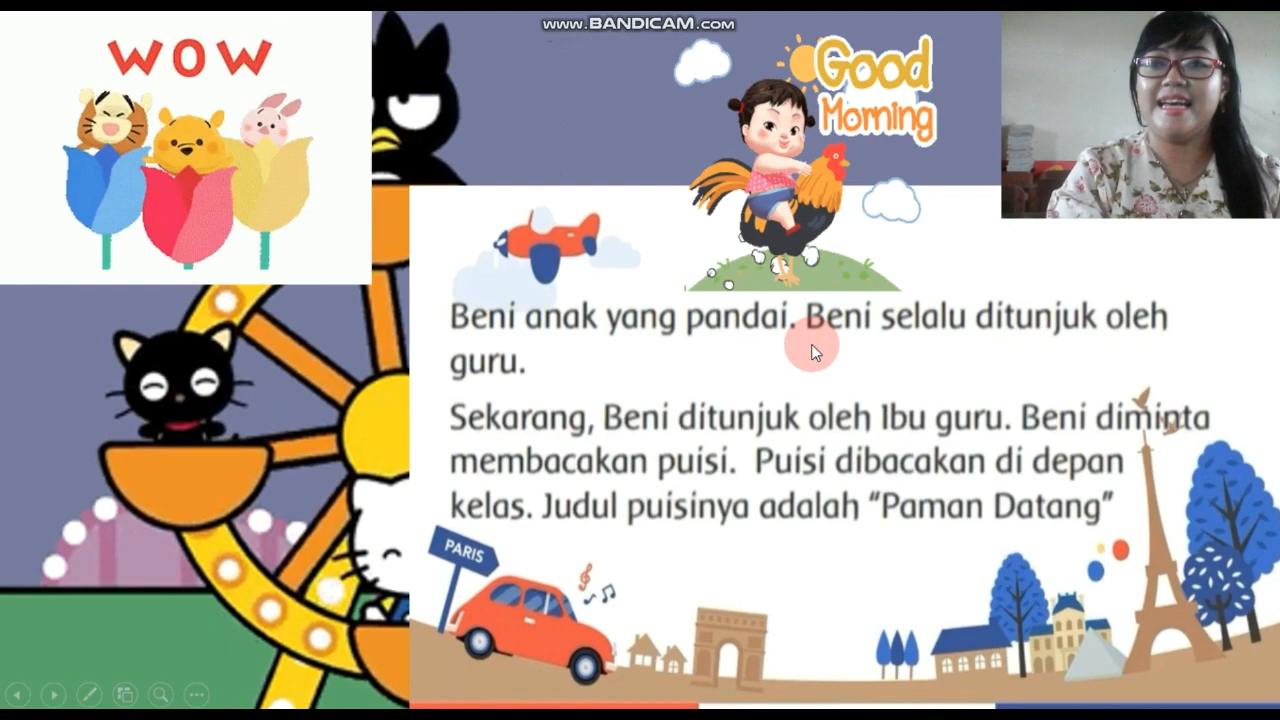 www.BANDICAM.com
WOW
Good
Morning
Beni anak yang pandai. Beni selalu ditunjuk oleh
guru.
Sekarang, Beni ditunjuk oleh Ibu guru. Beni diminta
membacakan puisi. Puisi dibacakan di depan
kelas. Judul puisinya adalah “Paman Datang”
PARIS